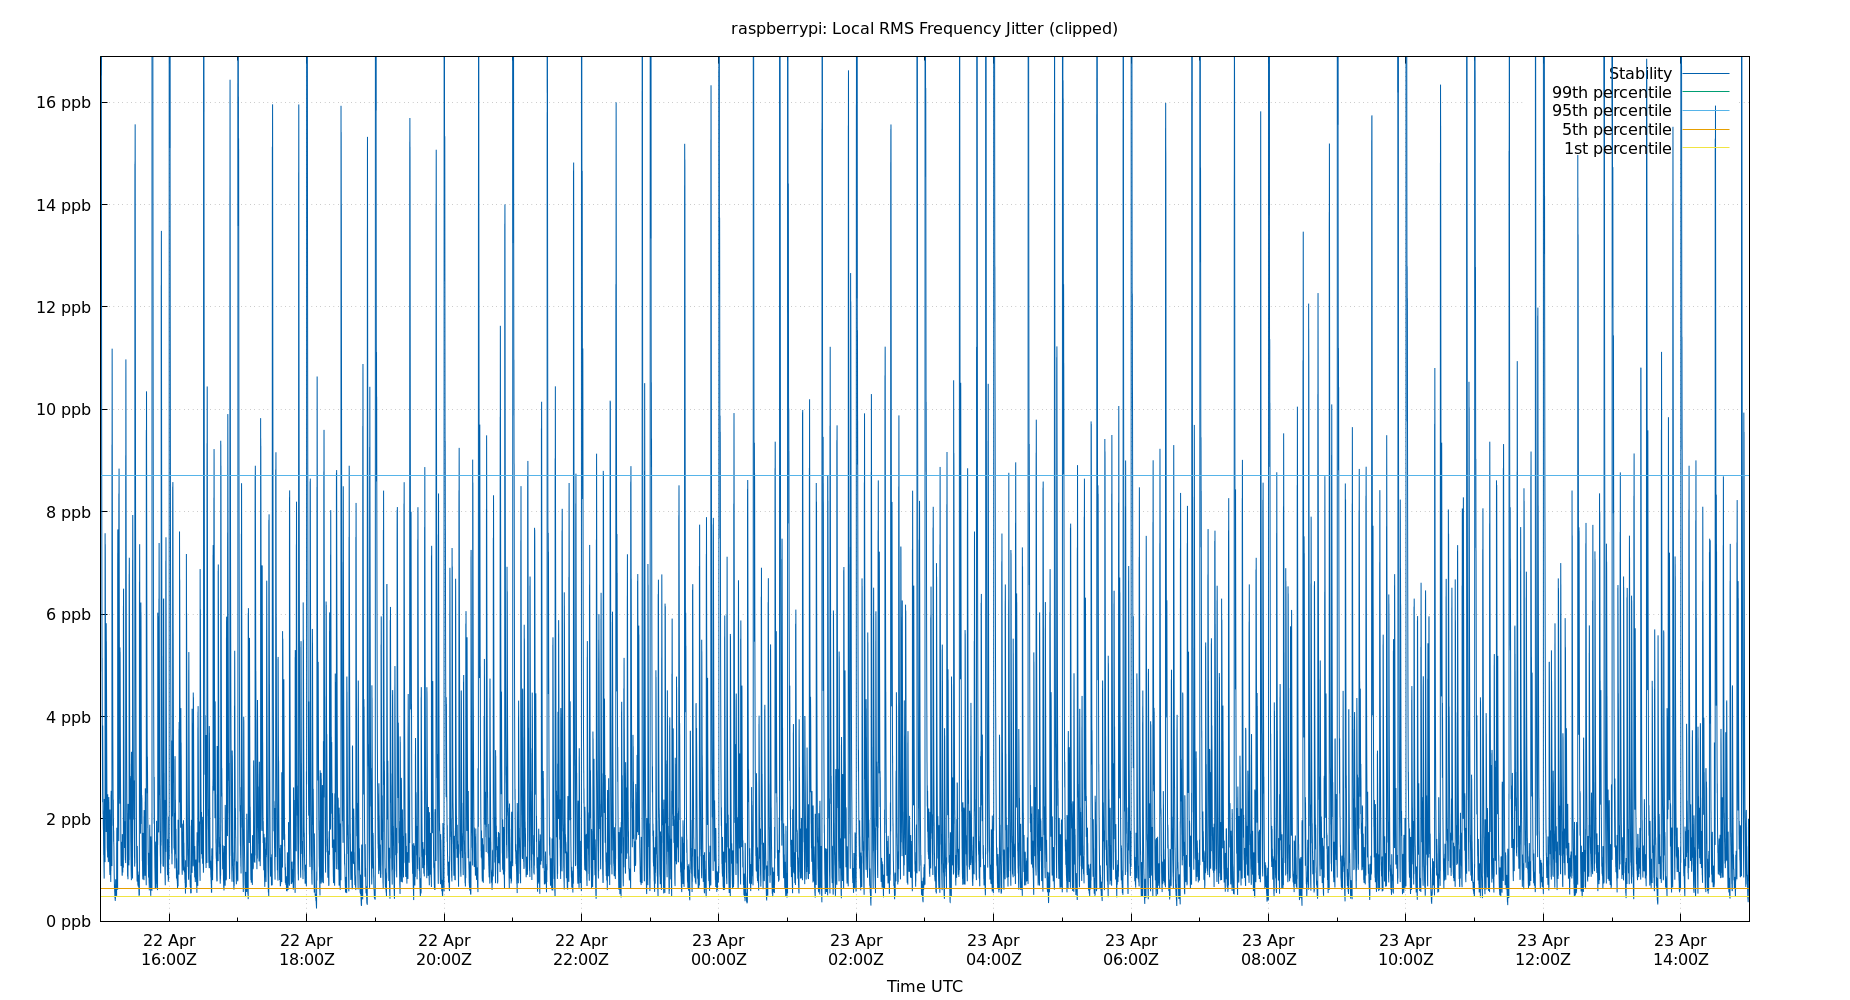 raspberrypi: Local RMS Frequency Jitter (clipped)
Stability
99th percentile
95th percentile
5th percentile
1st percentile
16 ppb
14 ppb
12 ppb
10 ppb
8 ppb
6 ppb
4 ppb
2 ppb
0 ppb
22 Apr 22 Apr 22 Apr 22 Apr 23 Apr 23 Apr 23 Apr 23 Apr 23 Apr 23 Apr 23 Apr 23 Apr
16:00Z 18:00Z 20:00Z 22:00Z 00:00Z 02:00Z 04:00Z 06:00Z 08:00Z 10:00Z 12:00Z 14:00Z
Time UTC